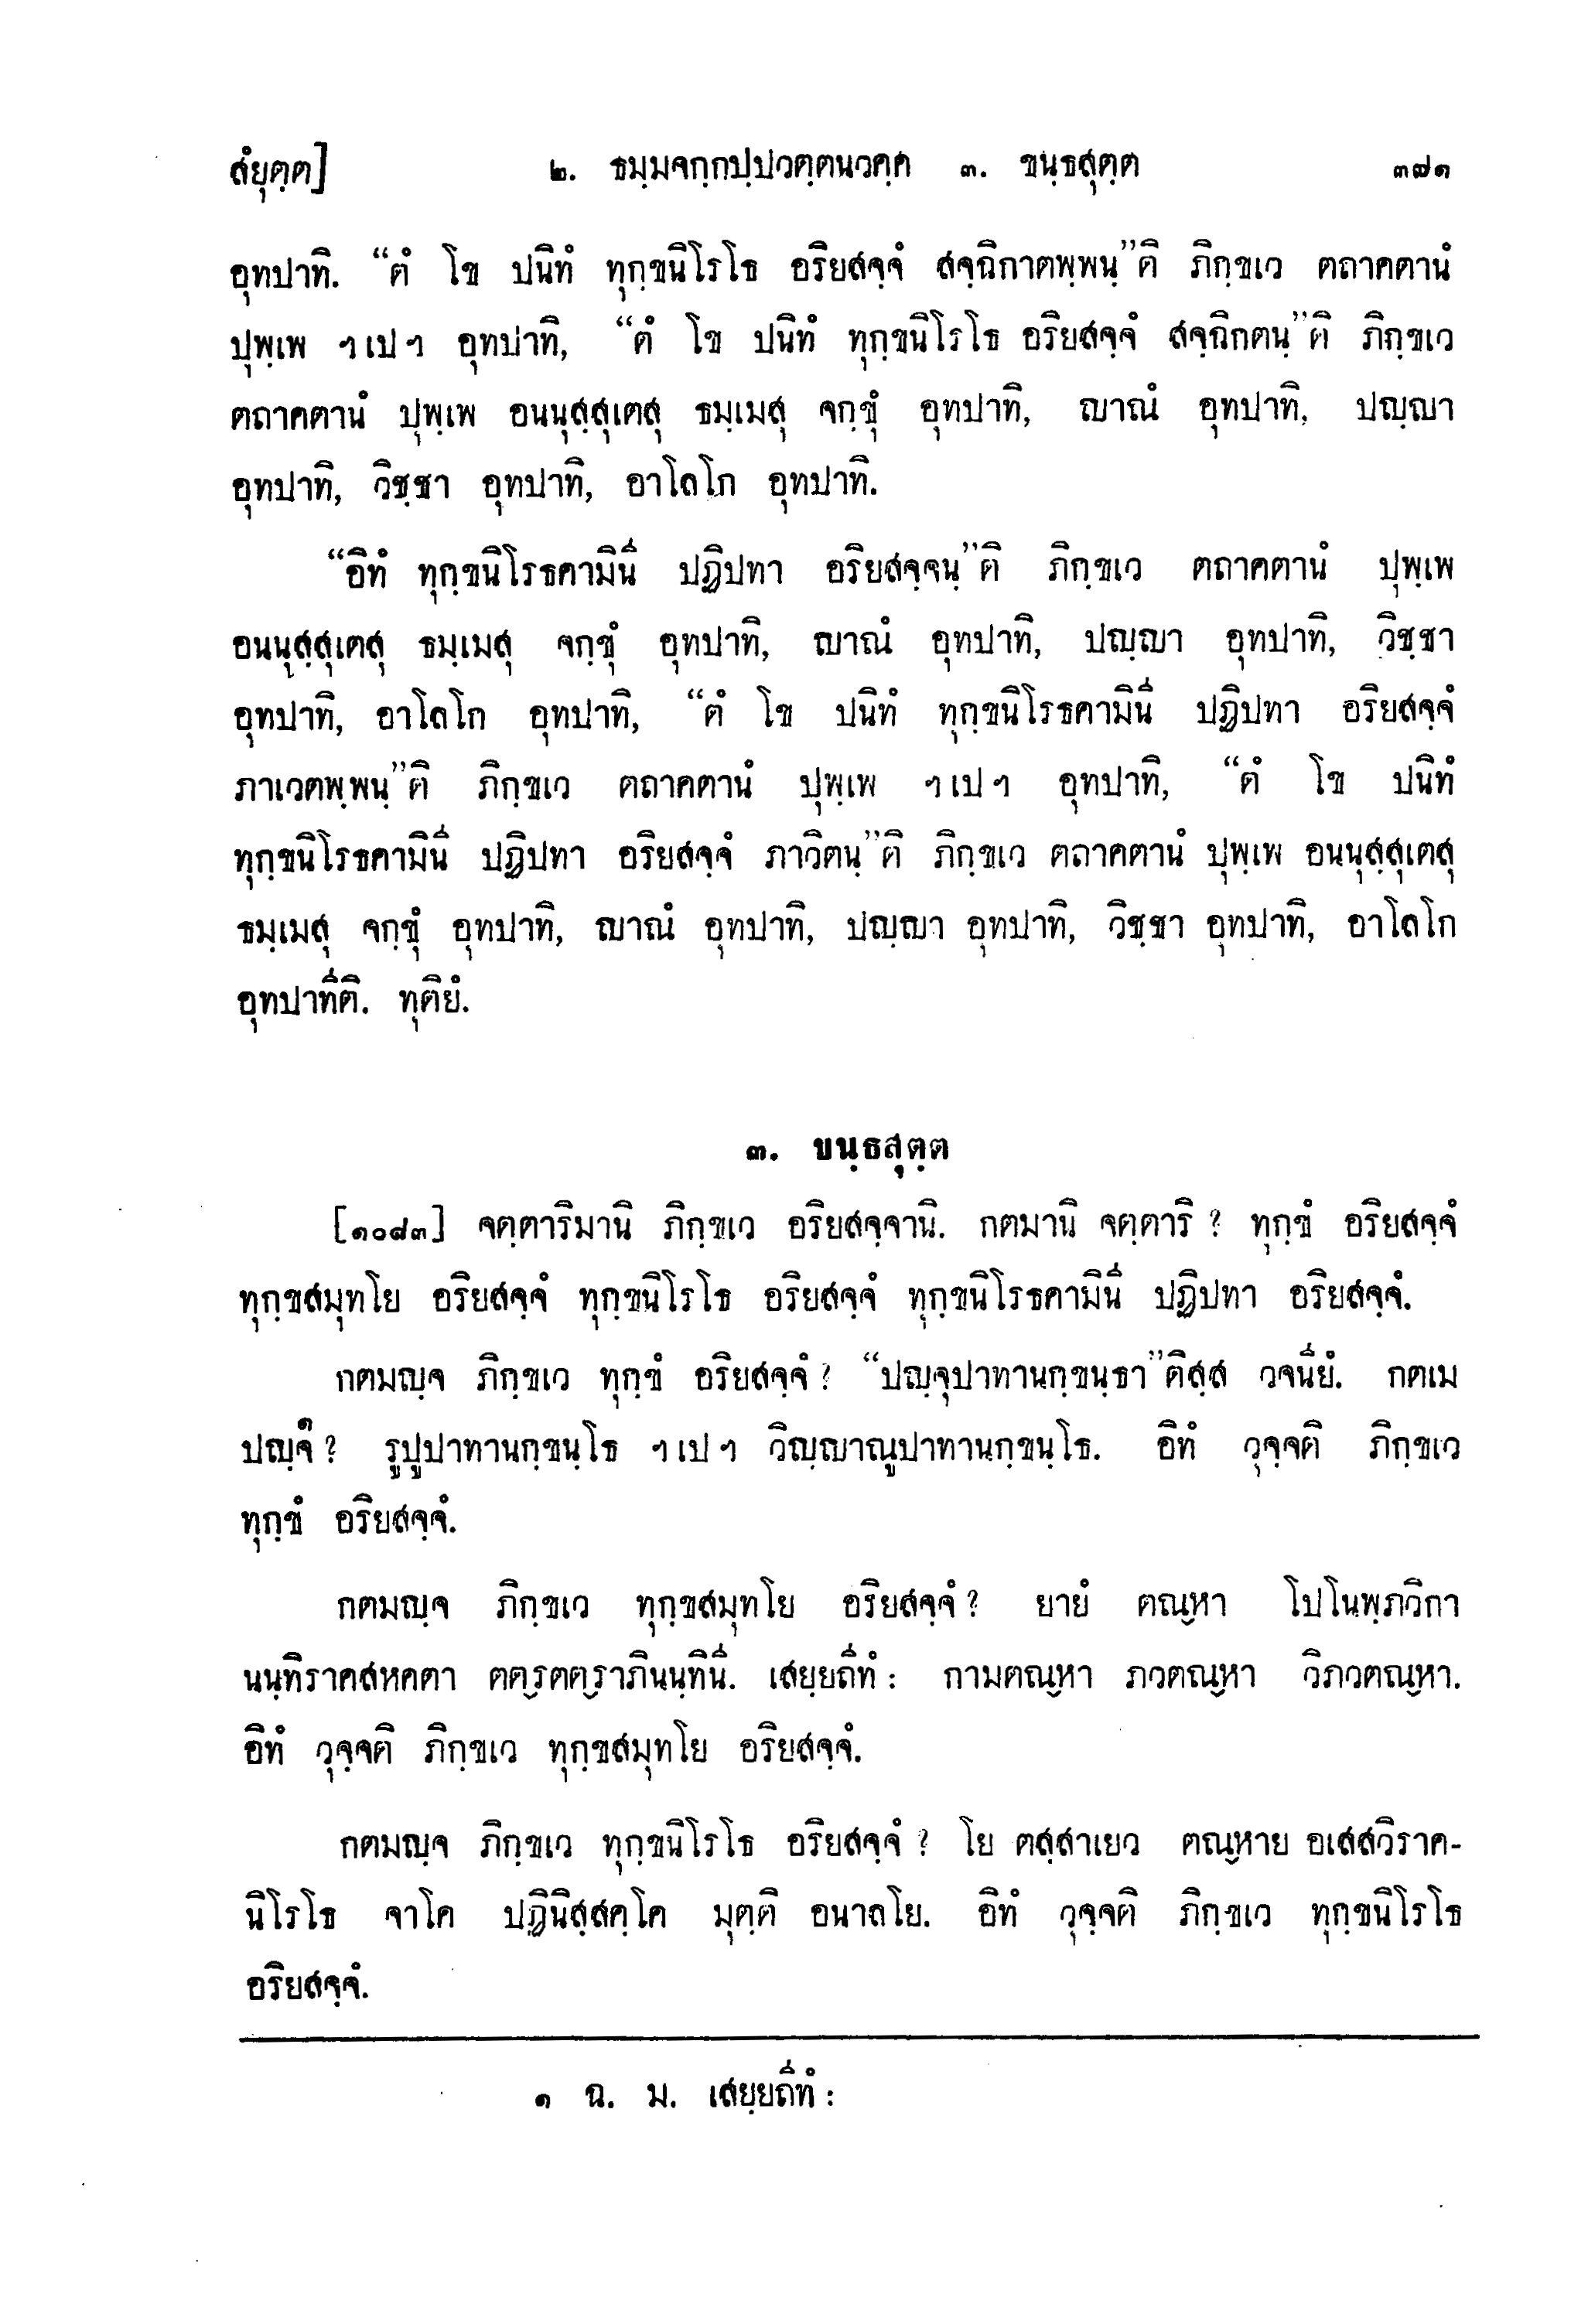 สํยุตฺต]	๒. ธมฺมจกฺกปฺปวตฺตนวคฺค ๓. ขนฺธสุตฺต	๓๗๑
อุทปาทิ. “ตํ โข ปนิทํ ทุกฺขนิโรโธ อริยสจฺจํ สจฺฉิกาตพฺพนฺ”ติ ภิกฺขเว ตถาคตานํ
ปุพฺเพ ฯเปฯ อุทปาทิ, “ตํ โข ปนิทํ ทุกฺขนิโรโธ อริยสจฺจํ สจฺฉิกตนฺ”ติ ภิกฺขเว
ตถาคตานํ ปุพฺเพ อนนุสฺสุเตสุ ธมฺเมสุ จกฺขุํ อุทปาทิ, ญาณํ อุทปาทิ, ปญฺญา
อุทปาทิ, วิชฺชา อุทปาทิ, อาโลโก อุทปาทิ.
“อิทํ ทุกฺขนิโรธคามินี ปฏิปทา อริยสจฺจนฺ”ติ ภิกฺขเว ตถาคตานํ ปุพฺเพ
อนนุสฺสุเตสุ ธมฺเมสุ จกฺขุํ อุทปาทิ, ญาณํ อุทปาทิ, ปญฺญา อุทปาทิ, วิชฺชา
อุทปาทิ, อาโลโก อุทปาทิ, “ตํ โข ปนิทํ ทุกฺขนิโรธคามินี ปฏิปทา อริยสจฺจํ
ภาเวตพฺพนฺ”ติ ภิกฺขเว ตถาคตานํ ปุพฺเพ ฯเปฯ อุทปาทิ, “ตํ โข ปนิทํ
ทุกฺขนิโรธคามินี ปฏิปทา อริยสจฺจํ ภาวิตนฺ”ติ ภิกฺขเว ตถาคตานํ ปุพฺเพ อนนุสฺสุเตสุ
ธมฺเมสุ จกฺขุํ อุทปาทิ, ญาณํ อุทปาทิ, ปญฺญา อุทปาทิ, วิชฺชา อุทปาทิ, อาโลโก
อุทปาทีติ. ทุติยํ.
๓. ขนฺธสุตฺต
[๑๐๘๓] จตฺตาริมานิ ภิกฺขเว อริยสจฺจานิ. กตมานิ จตฺตาริ ? ทุกฺขํ อริยสจฺจํ
ทุกฺขสมุทโย อริยสจฺจํ ทุกฺขนิโรโธ อริยสจฺจํ ทุกฺขนิโรธคามินี ปฏิปทา อริยสจฺจํ.
กตมญฺจ ภิกฺขเว ทุกฺขํ อริยสจฺจํ ? “ปญฺจุปาทานกฺขนฺธา”ติสฺส วจนียํ. กตเม
ปญฺจ๑ ? รูปูปาทานกฺขนฺโธ ฯเปฯ วิญฺญาณูปาทานกฺขนฺโธ. อิทํ วุจฺจติ ภิกฺขเว
ทุกฺขํ อริยสจฺจํ.
กตมญฺจ ภิกฺขเว ทุกฺขสมุทโย อริยสจฺจํ ? ยายํ ตณฺหา โปโนพฺภวิกา
นนฺทิราคสหคตา ตตฺรตตฺราภินนฺทินี. เสยฺยถีทํ : กามตณฺหา ภวตณฺหา วิภวตณฺหา.
อิทํ วุจฺจติ ภิกฺขเว ทุกฺขสมุทโย อริยสจฺจํ.
กตมญฺจ ภิกฺขเว ทุกฺขนิโรโธ อริยสจฺจํ ? โย ตสฺสาเยว ตณฺหาย อเสสวิราค-
นิโรโธ จาโค ปฏินิสฺสคฺโค มุตฺติ อนาลโย. อิทํ วุจฺจติ ภิกฺขเว ทุกฺขนิโรโธ
อริยสจฺจํ.
๑ ฉ. ม. เสยฺยถีทํ :